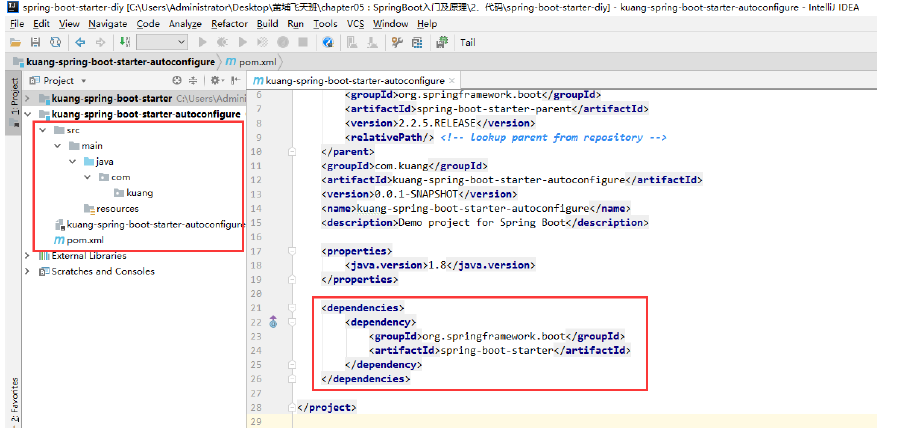 spring-boot-starter-diy [C:\Users\Administrator\Desktop\黄埔飞天班\chapter05：SpringBoot入门及原理\2、代码\spring-boot-starter-diy] - kuang-spring-boot-starter-autoconfigure - IntelliJ IDEA
File Edit View Navigate Code Analyze Refactor Build Run Tools VCS Window Help
Tail
kuang-spring-boot-starter-autoconfigure pom.xml
1: Project
Project
kuang-spring-boot-starter C:\Users\Admini
kuang-spring-boot-starter-autoconfigure
src
main
java
com
kuang
resources
kuang-spring-boot-starter-autoconfigure
pom.xml
External Libraries
Scratches and Consoles
2: Favorites
kuang-spring-boot-starter-autoconfigure
6 <groupId>org.springframework.boot</groupId>
7 <artifactId>spring-boot-starter-parent</artifactId>
8 <version>2.2.5.RELEASE</version>
9 <relativePath/> <!-- lookup parent from repository -->
10 </parent>
11 <groupId>com.kuang</groupId>
12 <artifactId>kuang-spring-boot-starter-autoconfigure</artifactId>
13 <version>0.0.1-SNAPSHOT</version>
14 <name>kuang-spring-boot-starter-autoconfigure</name>
15 <description>Demo project for Spring Boot</description>
16
17 <properties>
18 <java.version>1.8</java.version>
19 </properties>
20
21 <dependencies>
22 <dependency>
23 <groupId>org.springframework.boot</groupId>
24 <artifactId>spring-boot-starter</artifactId>
25 </dependency>
26 </dependencies>
27
28 </project>
29